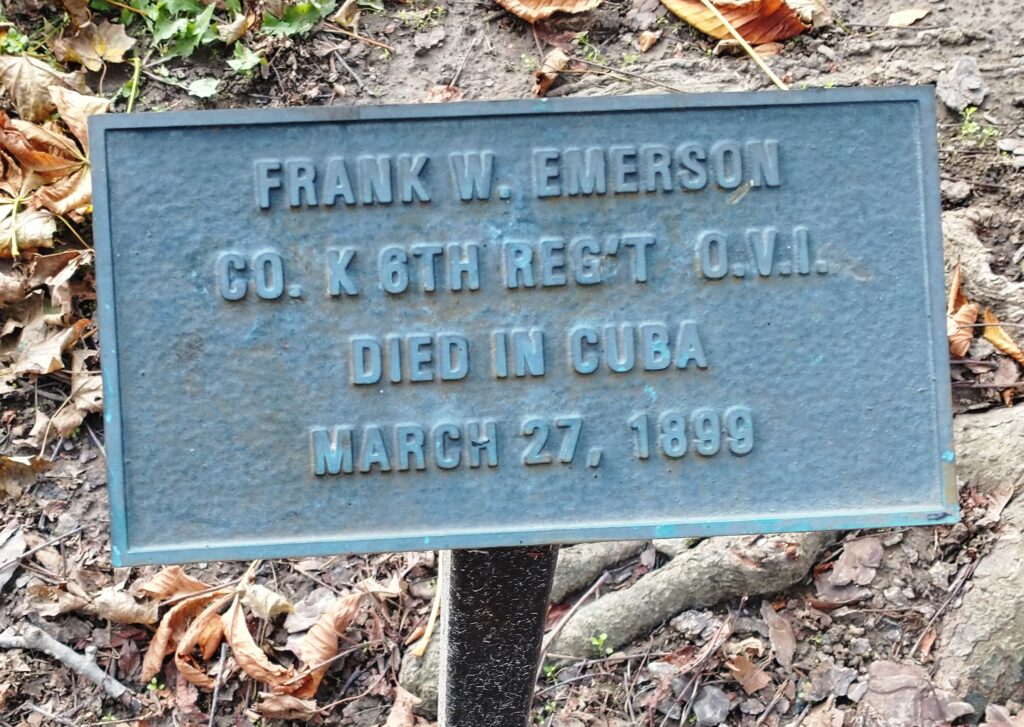 FRANK W. EMERSON
CO. K 6TH REG'T O.V.I.
DIED IN CUBA
MARCH 27, 1899